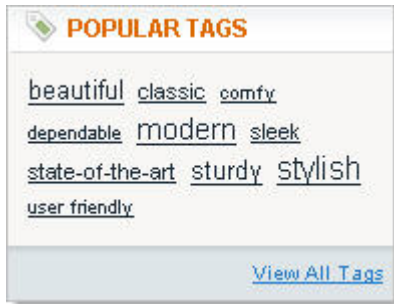 POPULAR TAGS
beautiful classic comfy
dependable modern sleek
state-of-the-art sturdy stylish
user friendly
View All Tags